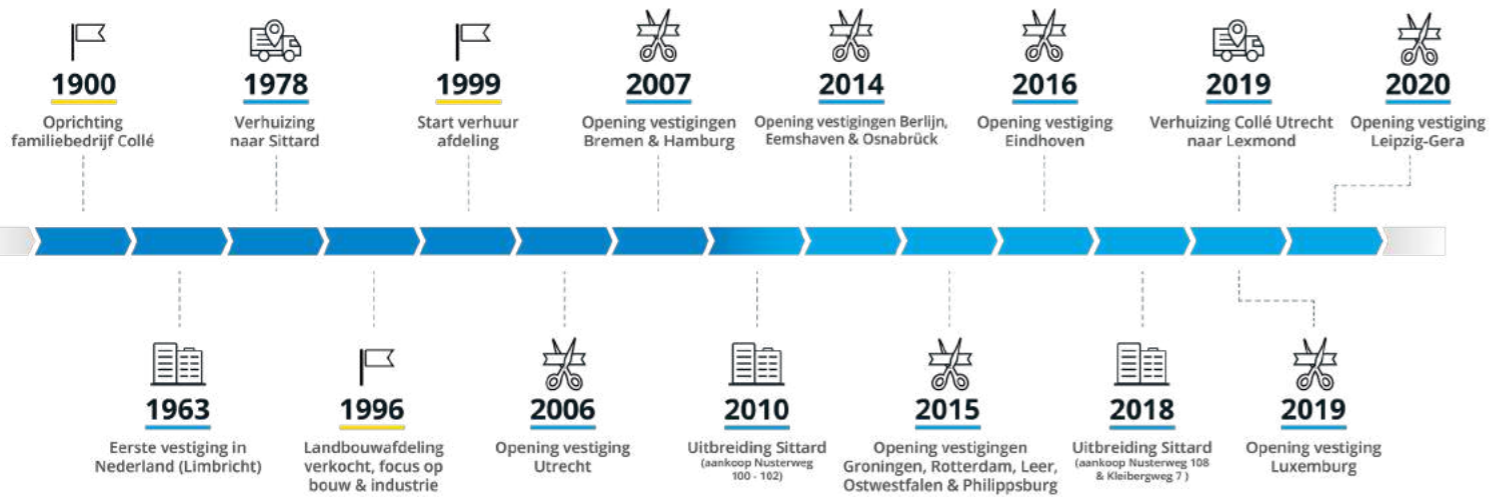 1900
Oprichting
familiebedrijf Collé
1978
Verhuizing
naar Sittard
1999
Start verhuur
afdeling
2007
Opening vestigingen
Bremen & Hamburg
2014
Opening vestigingen Berlijn,
Eemshaven & Osnabrück
2016
Opening vestiging
Eindhoven
2019
Verhuizing Collé Utrecht
naar Lexmond
2020
Opening vestiging
Leipzig-Gera
1963
Eerste vestiging in
Nederland (Limbricht)
1996
Landbouwafdeling
verkocht, focus op
bouw & industrie
2006
Opening vestiging
Utrecht
2010
Uitbreiding Sittard
(aankoop Nusterweg
100 - 102)
2015
Opening vestigingen
Groningen, Rotterdam, Leer,
Ostwestfalen & Philippsburg
2018
Uitbreiding Sittard
(aankoop Nusterweg 108
& Kleibergweg 7 )
2019
Opening vestiging
Luxemburg